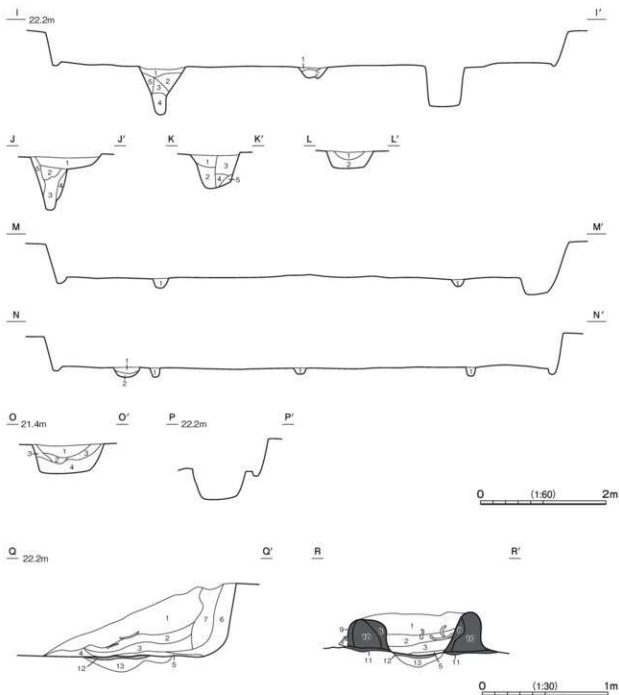 I 22.2m I′
1
1 5 2 3 4
2
J J′ K K′ L L′
1 5 2 4 3
1 3 2 4 5
1 2
M M′
1 1
N N′
1 2 1 1 1
O 21.4m O′ P 22.2m P′
1 3 3 2 4
0 (1:60) 2m
Q 22.2m Q′ R R′
1 7 6 2 4 3 12 13 5
1 9 10 8 2 8 10 3 11 12 13 5 11
0 (1:30) 1m